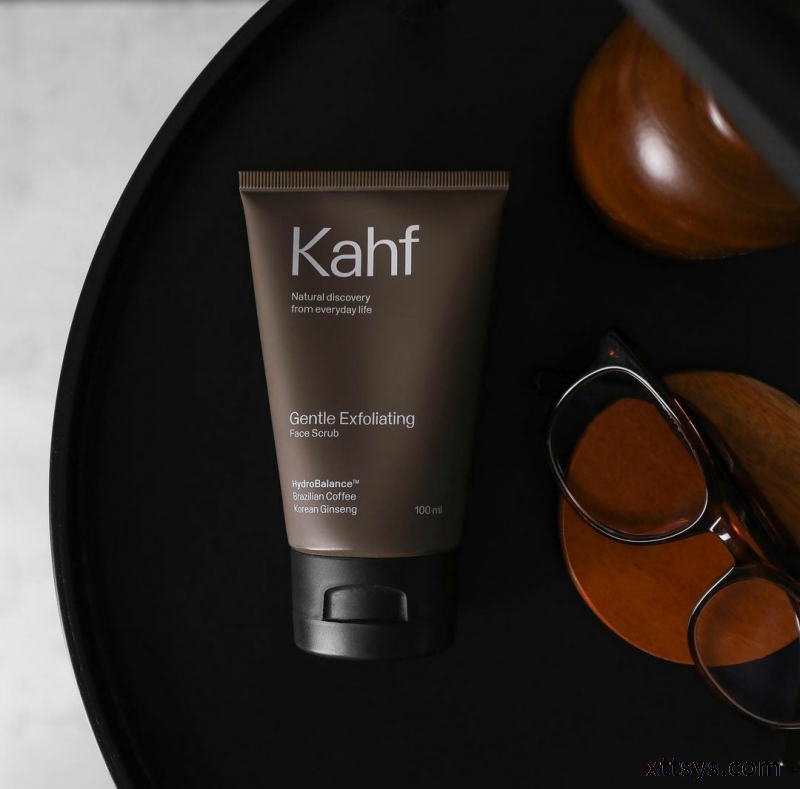 Kahf
Natural discovery
from everyday life
Gentle Exfoliating
Face Scrub
HydroBalance™
Brazilian Coffee
Korean Ginseng
100 ml
xttsys.com